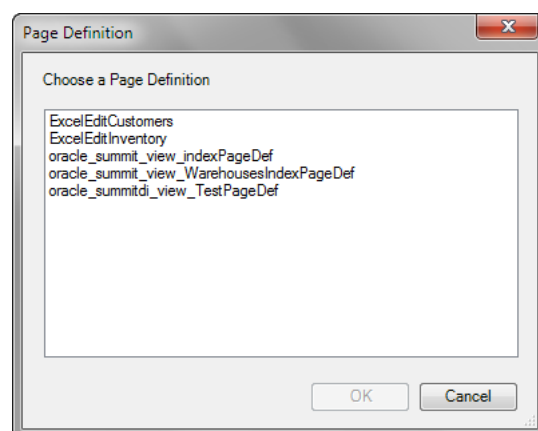 Page Definition
Choose a Page Definition
ExcelEditCustomers
ExcelEditInventory
oracle_summit_view_indexPageDef
oracle_summit_view_WarehousesIndexPageDef
oracle_summitdi_view_TestPageDef
OK Cancel